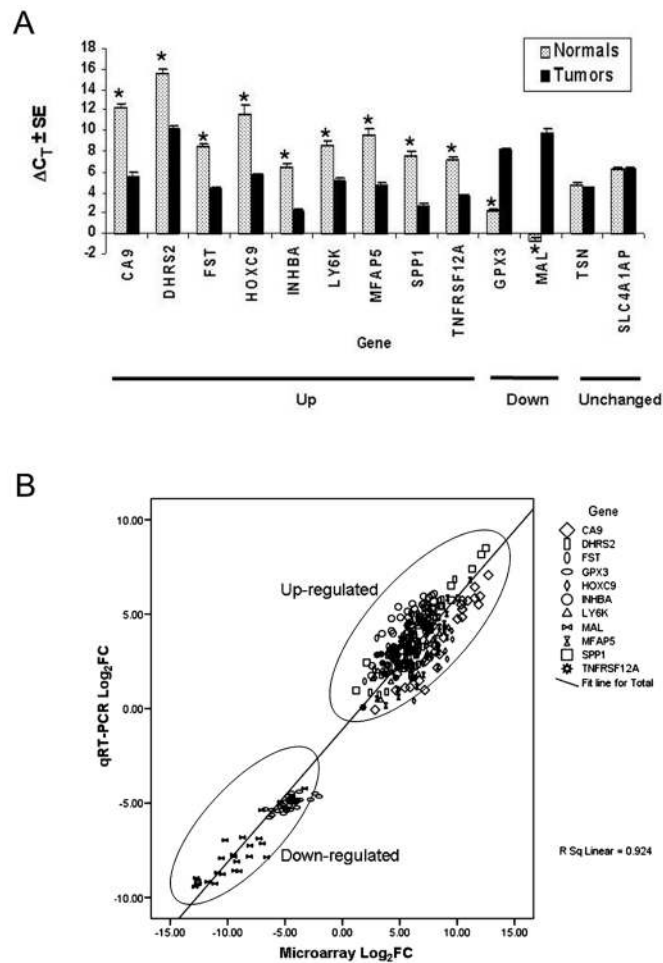 A
ΔCT ± SE
18
16
14
12
10
8
6
4
2
0
-2
Normals
Tumors
* * * * * * * * * * *
CA9
DHRS2
FST
HOXC9
INHBA
LY6K
MFAP5
SPP1
TNFRSF12A
GPX3
MAL
TSN
SLC4A1AP
Gene
Up
Down
Unchanged
B
qRT-PCR Log2FC
10.00
5.00
0.00
-5.00
-10.00
Up-regulated
Down-regulated
-15.00 -10.00 -5.00 0.00 5.00 10.00 15.00
Microarray Log2FC
Gene
CA9
DHRS2
FST
GPX3
HOXC9
INHBA
LY6K
MAL
MFAP5
SPP1
TNFRSF12A
Fit line for Total
R Sq Linear = 0.924